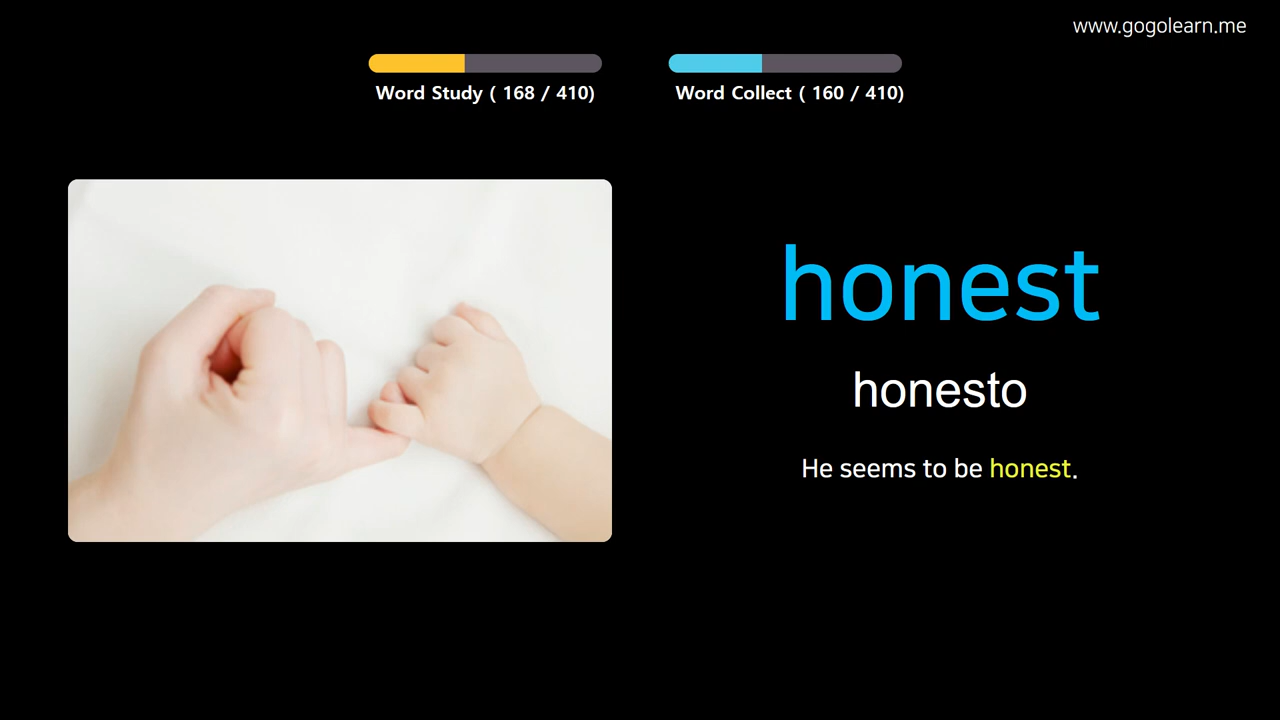 www.gogolearn.me
Word Study ( 168 / 410)
Word Collect ( 160 / 410)
honest
honesto
He seems to be honest.